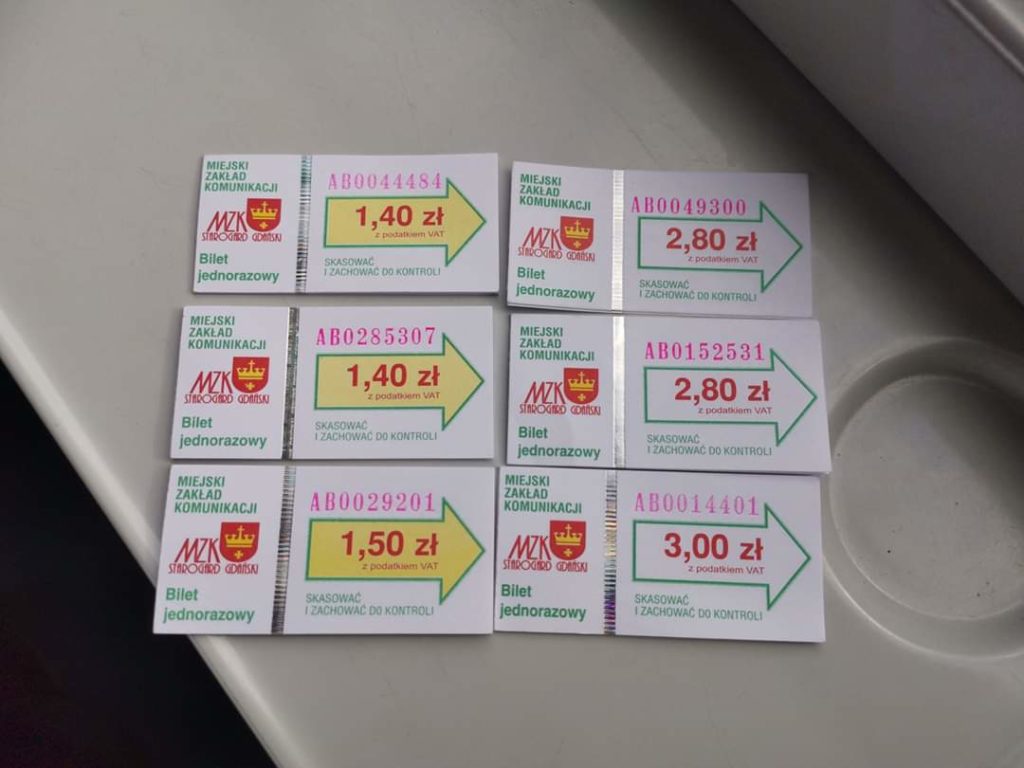 MIEJSKI
ZAKŁAD
KOMUNIKACJI
MZK
STAROGARD GDAŃSKI
Bilet
jednorazowy
AB0044484
1,40 zł
z podatkiem VAT
SKASOWAĆ
I ZACHOWAĆ DO KONTROLI
MIEJSKI
ZAKŁAD
KOMUNIKACJI
MZK
STAROGARD GDAŃSKI
Bilet
jednorazowy
AB0049300
2,80 zł
z podatkiem VAT
SKASOWAĆ
I ZACHOWAĆ DO KONTROLI
MIEJSKI
ZAKŁAD
KOMUNIKACJI
MZK
STAROGARD GDAŃSKI
Bilet
jednorazowy
AB0285307
1,40 zł
z podatkiem VAT
SKASOWAĆ
I ZACHOWAĆ DO KONTROLI
MIEJSKI
ZAKŁAD
KOMUNIKACJI
MZK
STAROGARD GDAŃSKI
Bilet
jednorazowy
AB0152531
2,80 zł
z podatkiem VAT
SKASOWAĆ
I ZACHOWAĆ DO KONTROLI
MIEJSKI
ZAKŁAD
KOMUNIKACJI
MZK
STAROGARD GDAŃSKI
Bilet
jednorazowy
AB0029201
1,50 zł
z podatkiem VAT
SKASOWAĆ
I ZACHOWAĆ DO KONTROLI
MIEJSKI
ZAKŁAD
KOMUNIKACJI
MZK
STAROGARD GDAŃSKI
Bilet
jednorazowy
AB0014401
3,00 zł
z podatkiem VAT
SKASOWAĆ
I ZACHOWAĆ DO KONTROLI